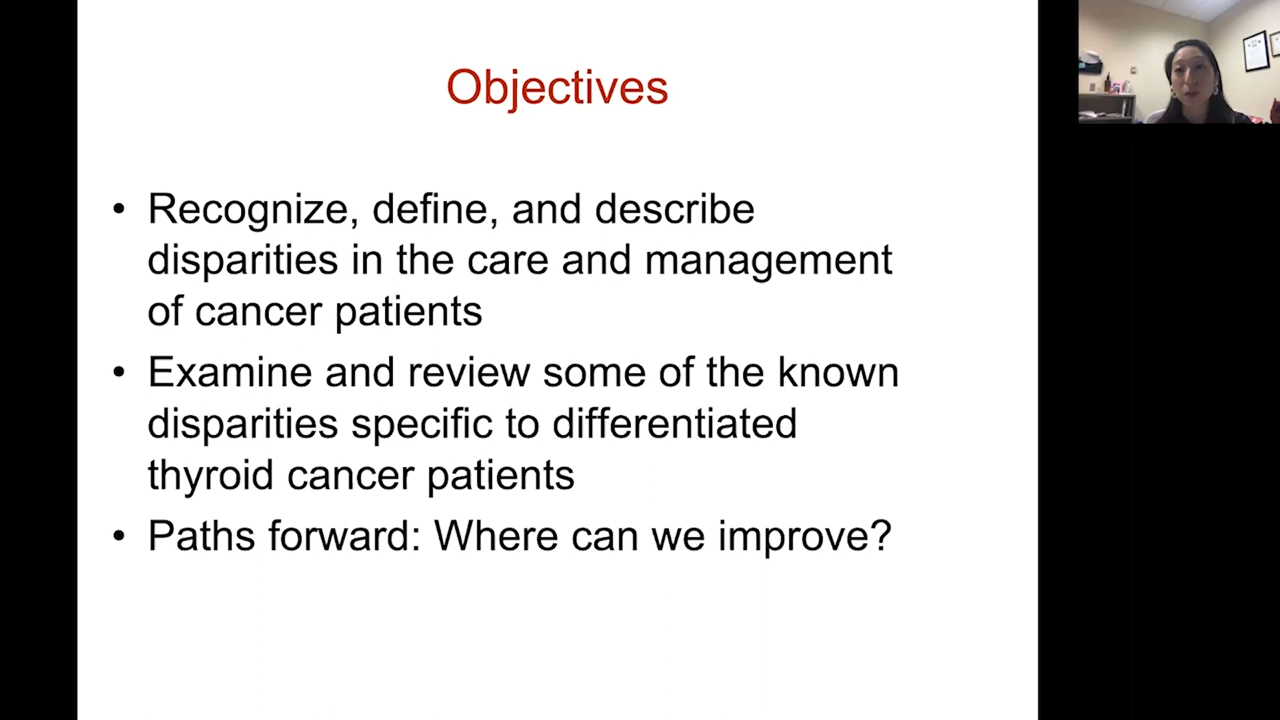 Objectives
• Recognize, define, and describe
disparities in the care and management
of cancer patients
• Examine and review some of the known
disparities specific to differentiated
thyroid cancer patients
• Paths forward: Where can we improve?